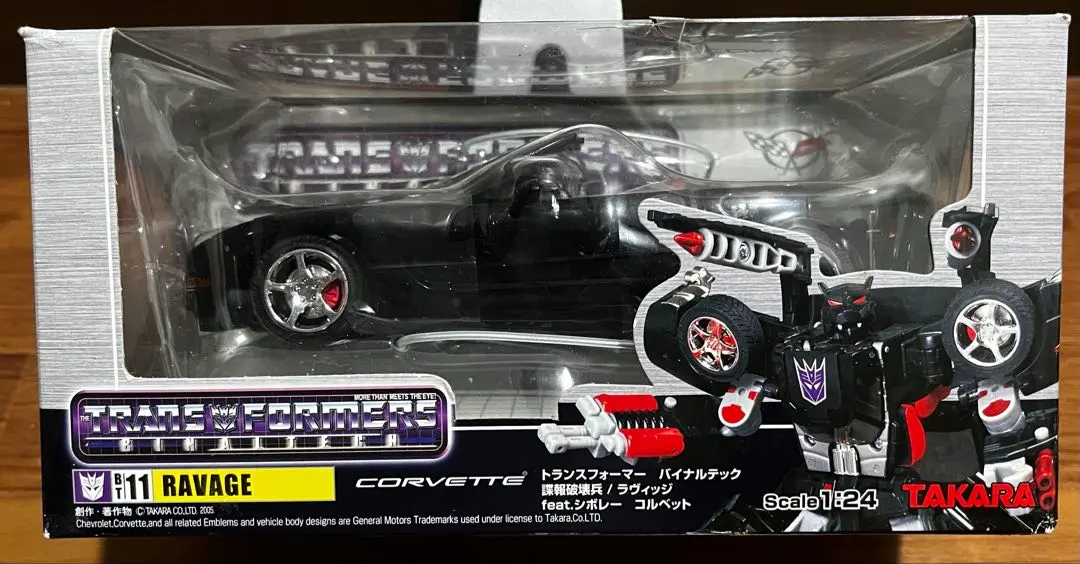 TRANSFORMERS
MORE THAN MEETS THE EYE!
THE TRANSFORMERS
BINALTECH
BT 11 RAVAGE
CORVETTE®
トランスフォーマー バイナルテック
諜報破壊兵 / ラヴィッジ
feat.シボレー コルベット
Scale 1:24
TAKARA
創作・著作物 ©TAKARA CO.LTD. 2005
Chevrolet,Corvette,and all related Emblems and vehicle body designs are General Motors Trademarks used under license to Takara,Co.LTD.